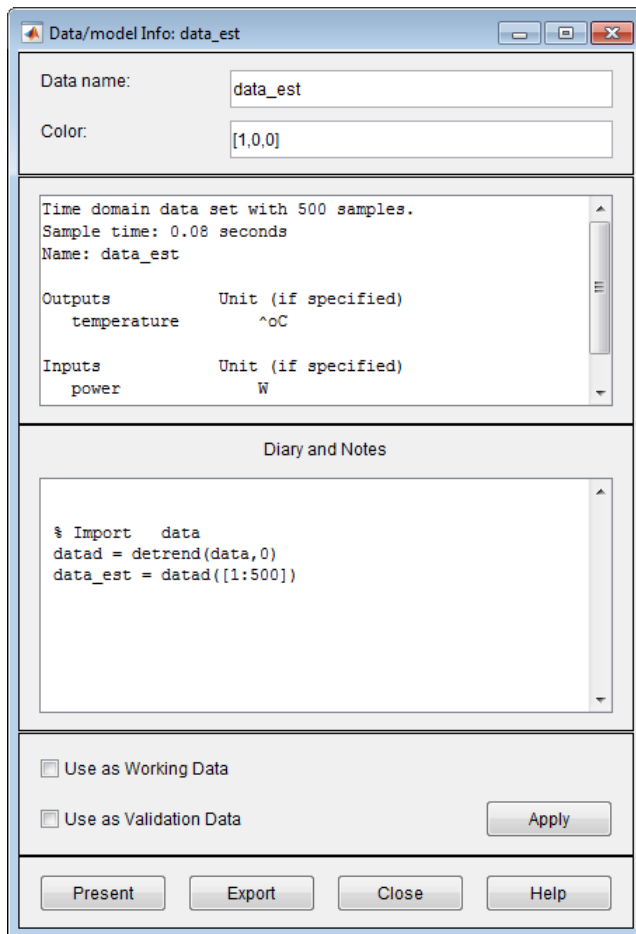 Data/model Info: data_est
Data name:
data_est
Color:
[1,0,0]
Time domain data set with 500 samples.
Sample time: 0.08 seconds
Name: data_est
Outputs Unit (if specified)
temperature ^oC
Inputs Unit (if specified)
power W
Diary and Notes
% Import data
datad = detrend(data,0)
data_est = datad([1:500])
Use as Working Data
Use as Validation Data
Apply
Present Export Close Help